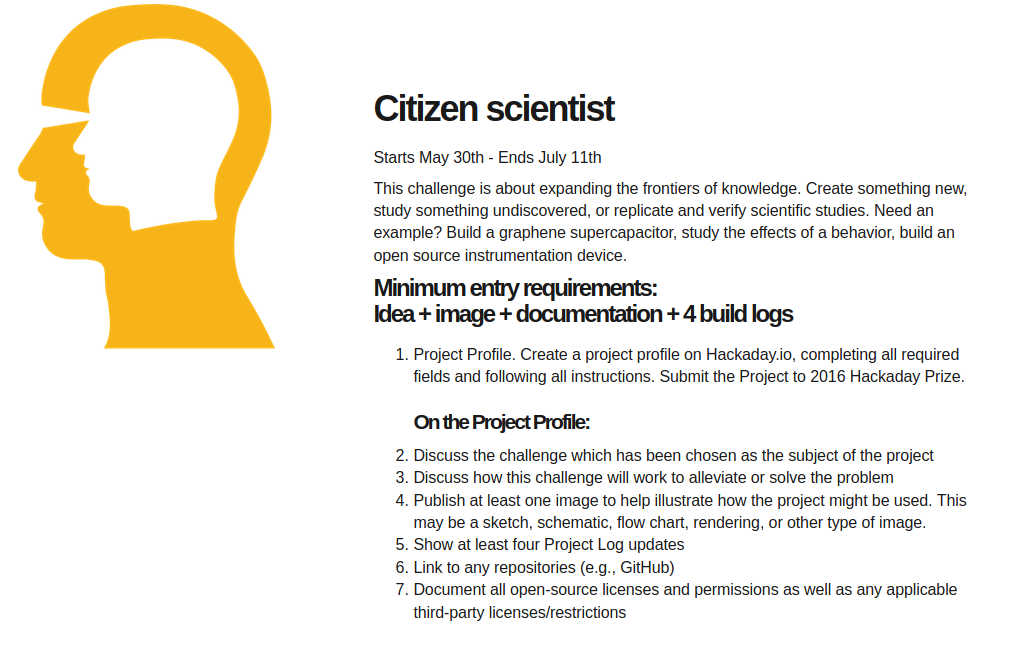 Citizen scientist
Starts May 30th - Ends July 11th
This challenge is about expanding the frontiers of knowledge. Create something new,
study something undiscovered, or replicate and verify scientific studies. Need an
example? Build a graphene supercapacitor, study the effects of a behavior, build an
open source instrumentation device.
Minimum entry requirements:
Idea + image + documentation + 4 build logs
1. Project Profile. Create a project profile on Hackaday.io, completing all required
fields and following all instructions. Submit the Project to 2016 Hackaday Prize.
On the Project Profile:
2. Discuss the challenge which has been chosen as the subject of the project
3. Discuss how this challenge will work to alleviate or solve the problem
4. Publish at least one image to help illustrate how the project might be used. This
may be a sketch, schematic, flow chart, rendering, or other type of image.
5. Show at least four Project Log updates
6. Link to any repositories (e.g., GitHub)
7. Document all open-source licenses and permissions as well as any applicable
third-party licenses/restrictions